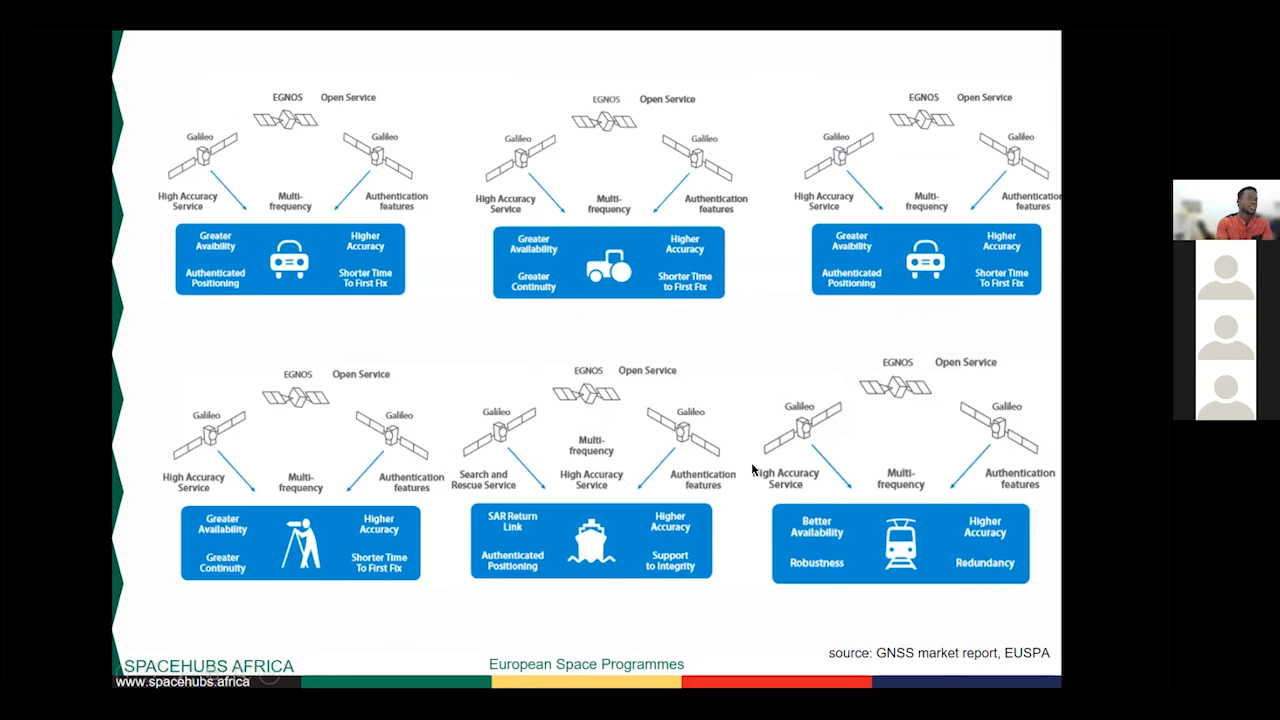 EGNOS Open Service
Galileo Galileo
High Accuracy
Service
Multi-
frequency
Authentication
features
Greater
Avaibility
Higher
Accuracy
Authenticated
Positioning
Shorter Time
To First Fix
EGNOS Open Service
Galileo Galileo
High Accuracy
Service
Multi-
frequency
Authentication
features
Greater
Availability
Higher
Accuracy
Greater
Continuity
Shorter Time
to First Fix
EGNOS Open Service
Galileo Galileo
High Accuracy
Service
Multi-
frequency
Authentication
features
Greater
Avaibility
Higher
Accuracy
Authenticated
Positioning
Shorter Time
To First Fix
EGNOS Open Service
Galileo Galileo
High Accuracy
Service
Multi-
frequency
Authentication
features
Greater
Availability
Higher
Accuracy
Greater
Continuity
Shorter Time
To First Fix
EGNOS Open Service
Galileo Galileo
Multi-
frequency
Search and
Rescue Service
High Accuracy
Service
Authentication
features
SAR Return
Link
Higher
Accuracy
Authenticated
Positioning
Support
to Integrity
EGNOS Open Service
Galileo Galileo
High Accuracy
Service
Multi-
frequency
Authentication
features
Better
Availability
Higher
Accuracy
Robustness
Redundancy
source: GNSS market report, EUSPA
SPACEHUBS AFRICA
European Space Programmes
www.spacehubs.africa